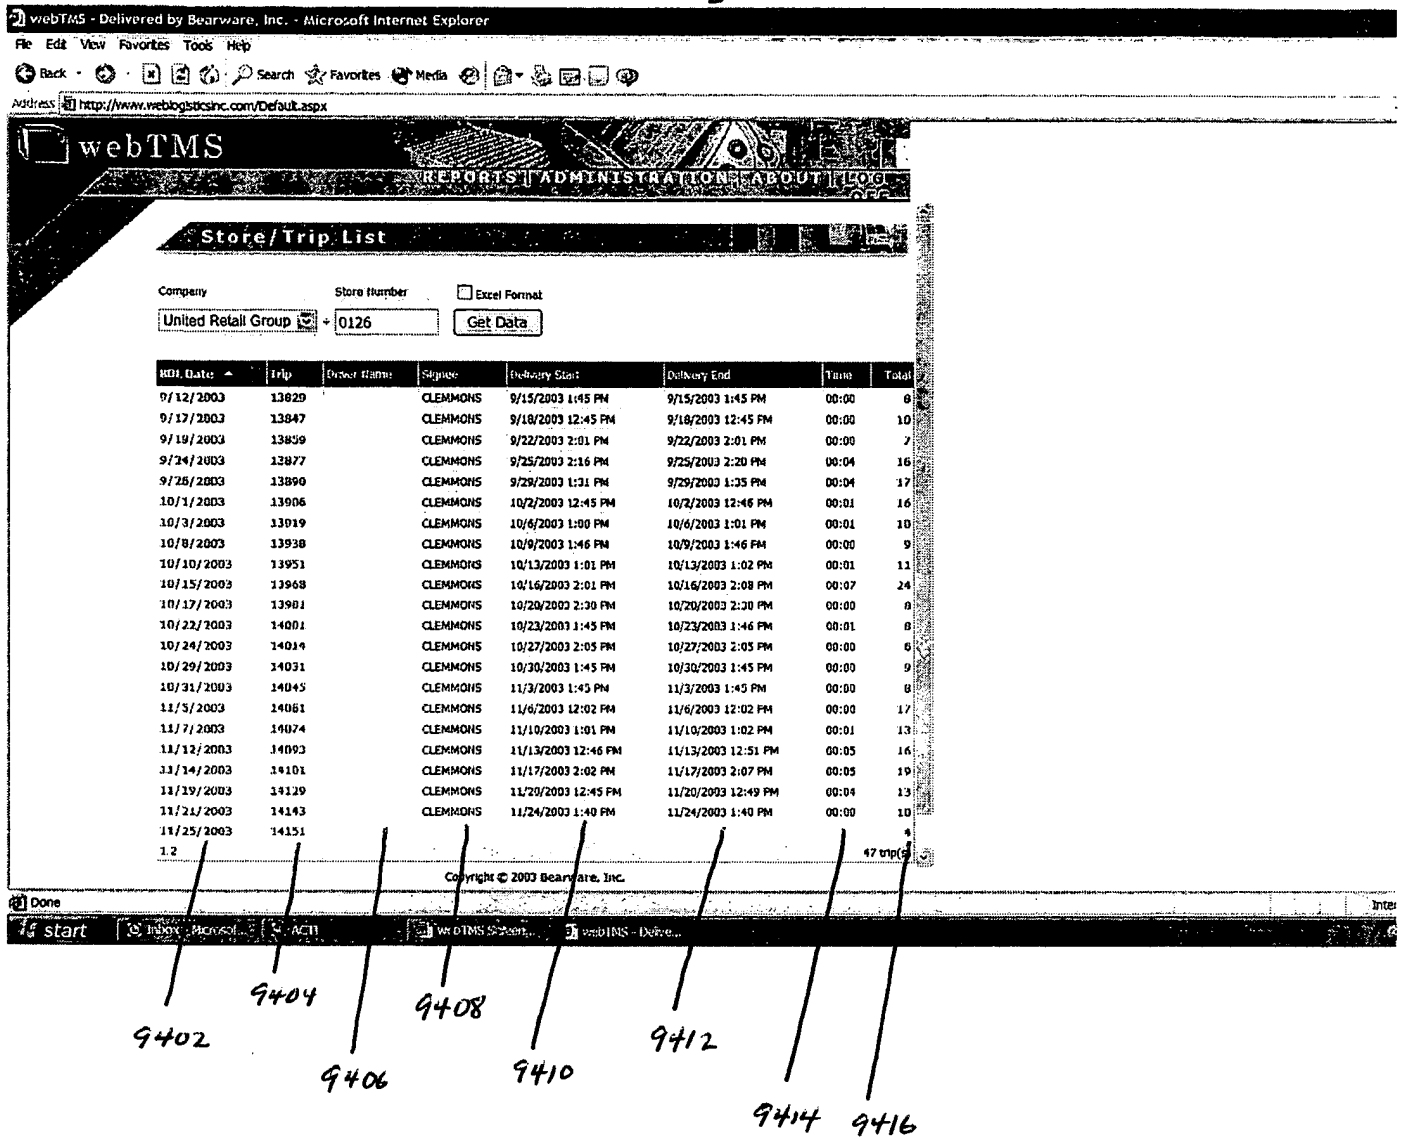 webTMS - Delivered by Bearware, Inc. - Microsoft Internet Explorer
File Edit View Favorites Tools Help
Back Search Favorites Media
Address http://www.weblogisticsinc.com/Default.aspx
webTMS
REPORTS | ADMINISTRATION | ABOUT | LOG OFF
Store/Trip List
Company Store Number Excel Format
United Retail Group 0126 Get Data
BOL Date Trip Driver Name Signee Delivery Start Delivery End Time Total
9/12/2003 13829 CLEMMONS 9/15/2003 1:45 PM 9/15/2003 1:45 PM 00:00 8
9/17/2003 13847 CLEMMONS 9/18/2003 12:45 PM 9/18/2003 12:45 PM 00:00 10
9/19/2003 13859 CLEMMONS 9/22/2003 2:01 PM 9/22/2003 2:01 PM 00:00 7
9/24/2003 13877 CLEMMONS 9/25/2003 2:16 PM 9/25/2003 2:20 PM 00:04 16
9/26/2003 13890 CLEMMONS 9/29/2003 1:31 PM 9/29/2003 1:35 PM 00:04 17
10/1/2003 13906 CLEMMONS 10/2/2003 12:45 PM 10/2/2003 12:46 PM 00:01 16
10/3/2003 13919 CLEMMONS 10/6/2003 1:00 PM 10/6/2003 1:01 PM 00:01 10
10/8/2003 13938 CLEMMONS 10/9/2003 1:46 PM 10/9/2003 1:46 PM 00:00 9
10/10/2003 13951 CLEMMONS 10/13/2003 1:01 PM 10/13/2003 1:02 PM 00:01 11
10/15/2003 13968 CLEMMONS 10/16/2003 2:01 PM 10/16/2003 2:08 PM 00:07 24
10/17/2003 13981 CLEMMONS 10/20/2003 2:30 PM 10/20/2003 2:30 PM 00:00 8
10/22/2003 14001 CLEMMONS 10/23/2003 1:45 PM 10/23/2003 1:46 PM 00:01 8
10/24/2003 14014 CLEMMONS 10/27/2003 2:05 PM 10/27/2003 2:05 PM 00:00
10/29/2003 14031 CLEMMONS 10/30/2003 1:45 PM 10/30/2003 1:45 PM 00:00 9
10/31/2003 14045 CLEMMONS 11/3/2003 1:45 PM 11/3/2003 1:45 PM 00:00 8
11/5/2003 14061 CLEMMONS 11/6/2003 12:02 PM 11/6/2003 12:02 PM 00:00 17
11/7/2003 14074 CLEMMONS 11/10/2003 1:01 PM 11/10/2003 1:02 PM 00:01 13
11/12/2003 14093 CLEMMONS 11/13/2003 12:46 PM 11/13/2003 12:51 PM 00:05 16
11/14/2003 14101 CLEMMONS 11/17/2003 2:02 PM 11/17/2003 2:07 PM 00:05 19
11/19/2003 14129 CLEMMONS 11/20/2003 12:45 PM 11/20/2003 12:49 PM 00:04 13
11/21/2003 14143 CLEMMONS 11/24/2003 1:40 PM 11/24/2003 1:40 PM 00:00 10
11/25/2003 14151 4
1 2 47 trip(s)
Copyright © 2003 Bearware, Inc.
Done Inter
start Inbox - Microsof... ACT! webTMS Screen... webTMS - Delive...
9402 9404 9406 9408 9410 9412 9414 9416